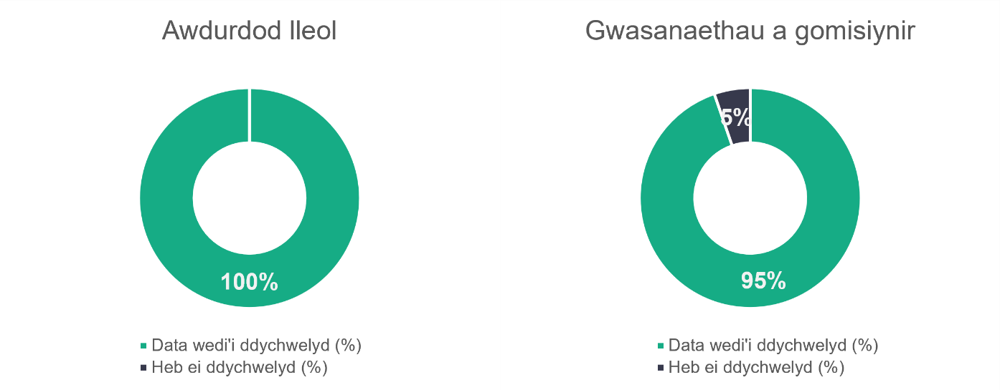 Awdurdod lleol
100%
Data wedi'i ddychwelyd (%)
Heb ei ddychwelyd (%)
Gwasanaethau a gomisiynir
5%
95%
Data wedi'i ddychwelyd (%)
Heb ei ddychwelyd (%)